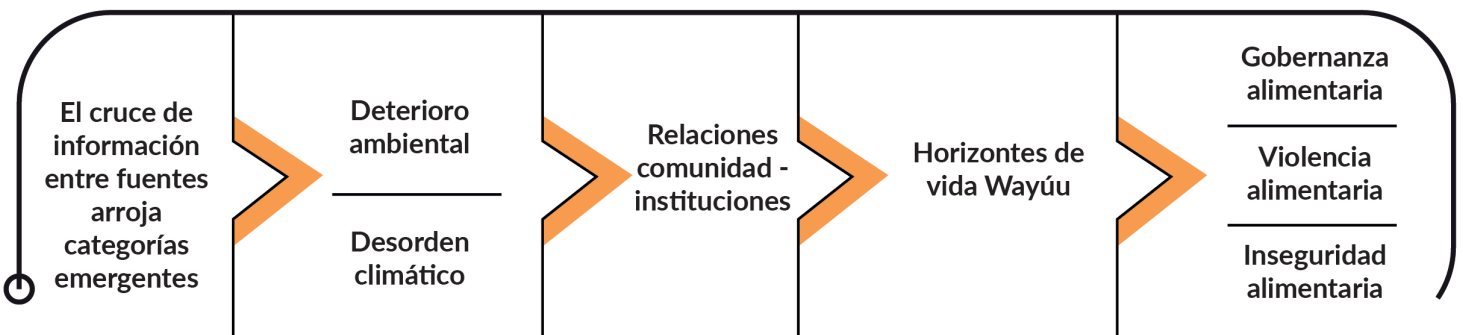 El cruce de
información
entre fuentes
arroja
categorías
emergentes
Deterioro
ambiental
Desorden
climático
Relaciones
comunidad -
instituciones
Horizontes de
vida Wayúu
Gobernanza
alimentaria
Violencia
alimentaria
Inseguridad
alimentaria